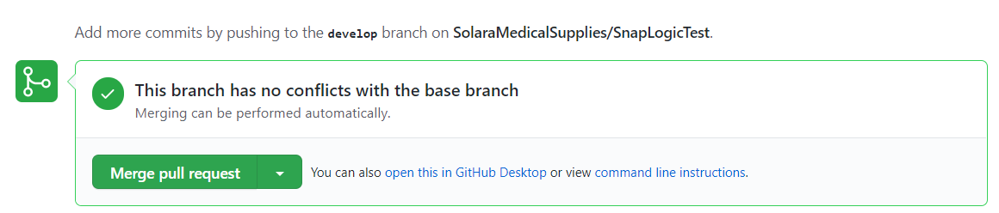 Add more commits by pushing to the develop branch on SolaraMedicalSupplies/SnapLogicTest.
This branch has no conflicts with the base branch
Merging can be performed automatically.
Merge pull request
You can also open this in GitHub Desktop or view command line instructions.